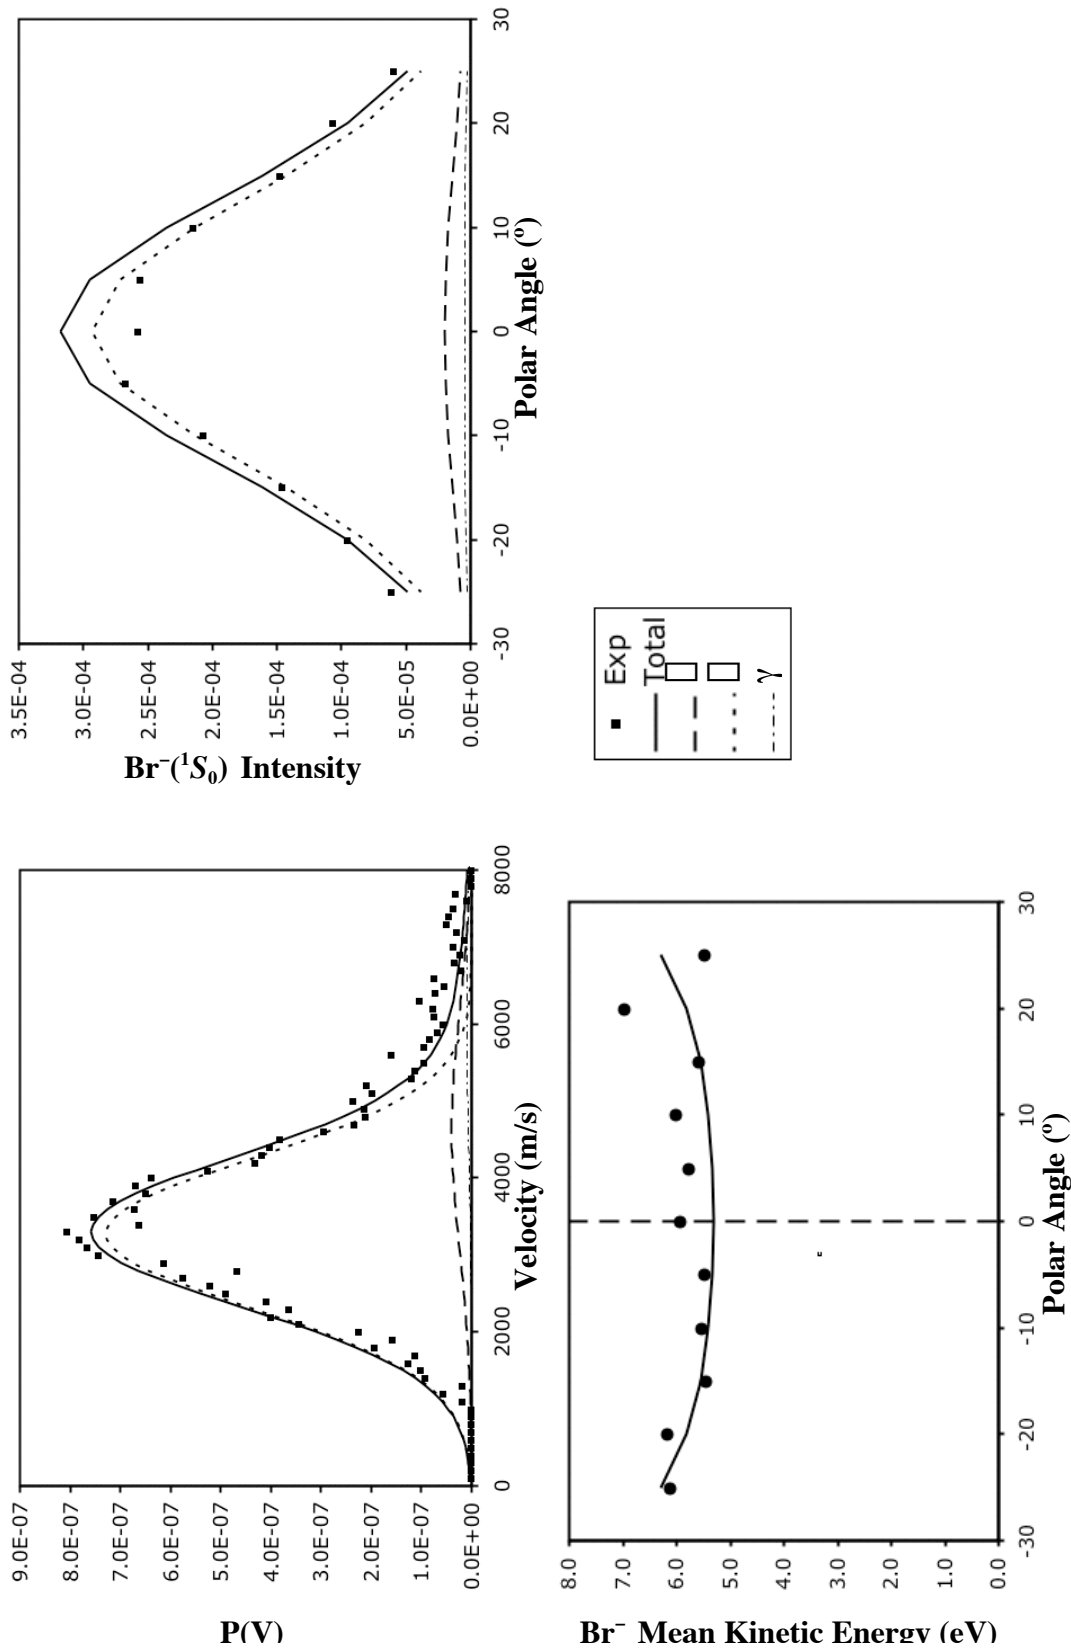 9.0E-07
8.0E-07
7.0E-07
6.0E-07
5.0E-07
4.0E-07
3.0E-07
2.0E-07
1.0E-07
0.0E+00
P(V)
0
2000
4000
6000
8000
Velocity (m/s)
3.5E-04
3.0E-04
2.5E-04
2.0E-04
1.5E-04
1.0E-04
5.0E-05
0.0E+00
Br⁻(¹S₀) Intensity
-30
-20
-10
0
10
20
30
Polar Angle (º)
8.0
7.0
6.0
5.0
4.0
3.0
2.0
1.0
0.0
Br⁻ Mean Kinetic Energy (eV)
-30
-20
-10
0
10
20
30
Polar Angle (º)
Exp
Total
γ